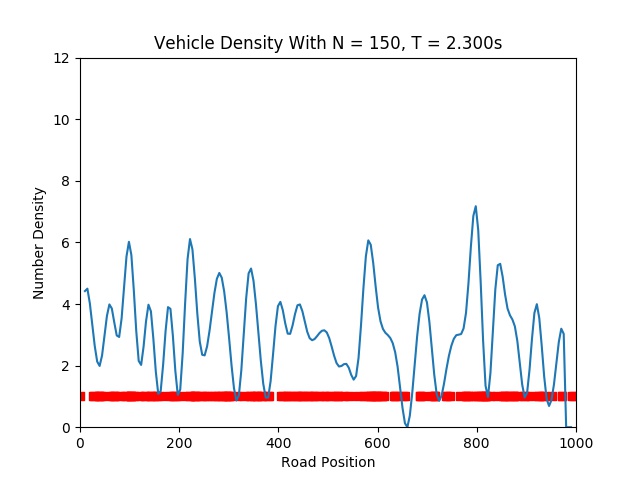 Vehicle Density With N = 150, T = 2.300s
12
10
8
6
4
2
0
Number Density
0 200 400 600 800 1000
Road Position